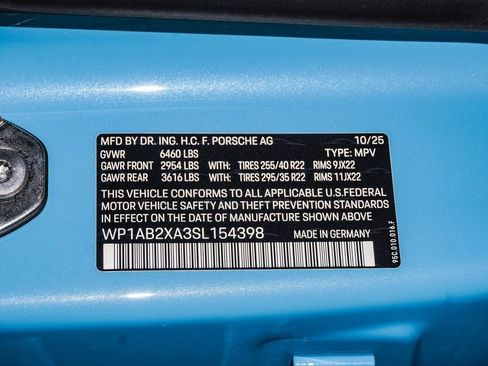 MFD BY DR. ING. H.C. F. PORSCHE AG 10/25
GVWR 6460 LBS TYPE: MPV
GAWR FRONT 2954 LBS WITH: TIRES 255/40 R22 RIMS 9JX22
GAWR REAR 3616 LBS WITH: TIRES 295/35 R22 RIMS 11JX22
THIS VEHICLE CONFORMS TO ALL APPLICABLE U.S.FEDERAL
MOTOR VEHICLE SAFETY AND THEFT PREVENTION STANDARDS
IN EFFECT ON THE DATE OF MANUFACTURE SHOWN ABOVE
WP1AB2XA3SL154398
MADE IN GERMANY
95C.010.016.F